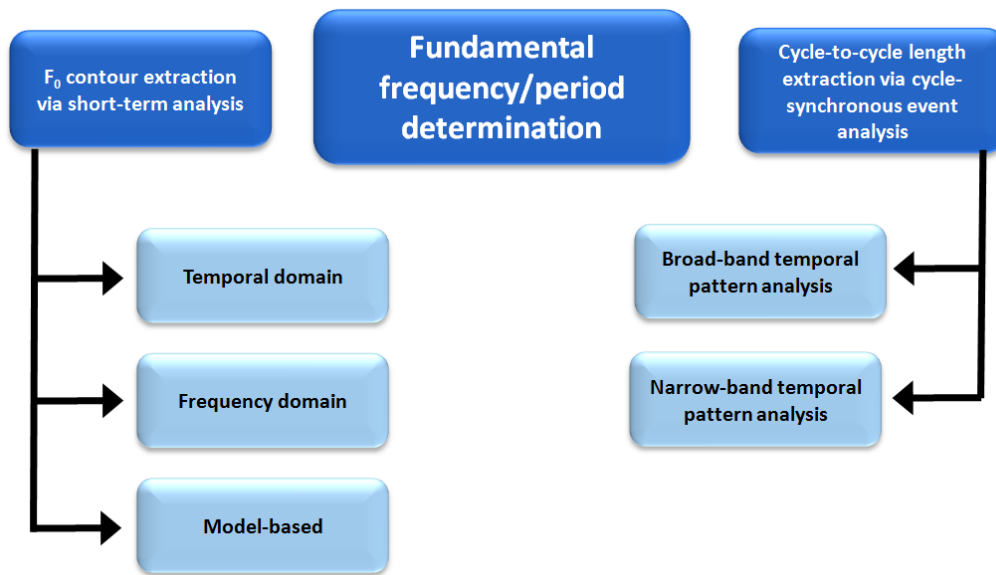 Fundamental
frequency/period
determination
F₀ contour extraction
via short-term analysis
Temporal domain
Frequency domain
Model-based
Cycle-to-cycle length
extraction via cycle-
synchronous event
analysis
Broad-band temporal
pattern analysis
Narrow-band temporal
pattern analysis